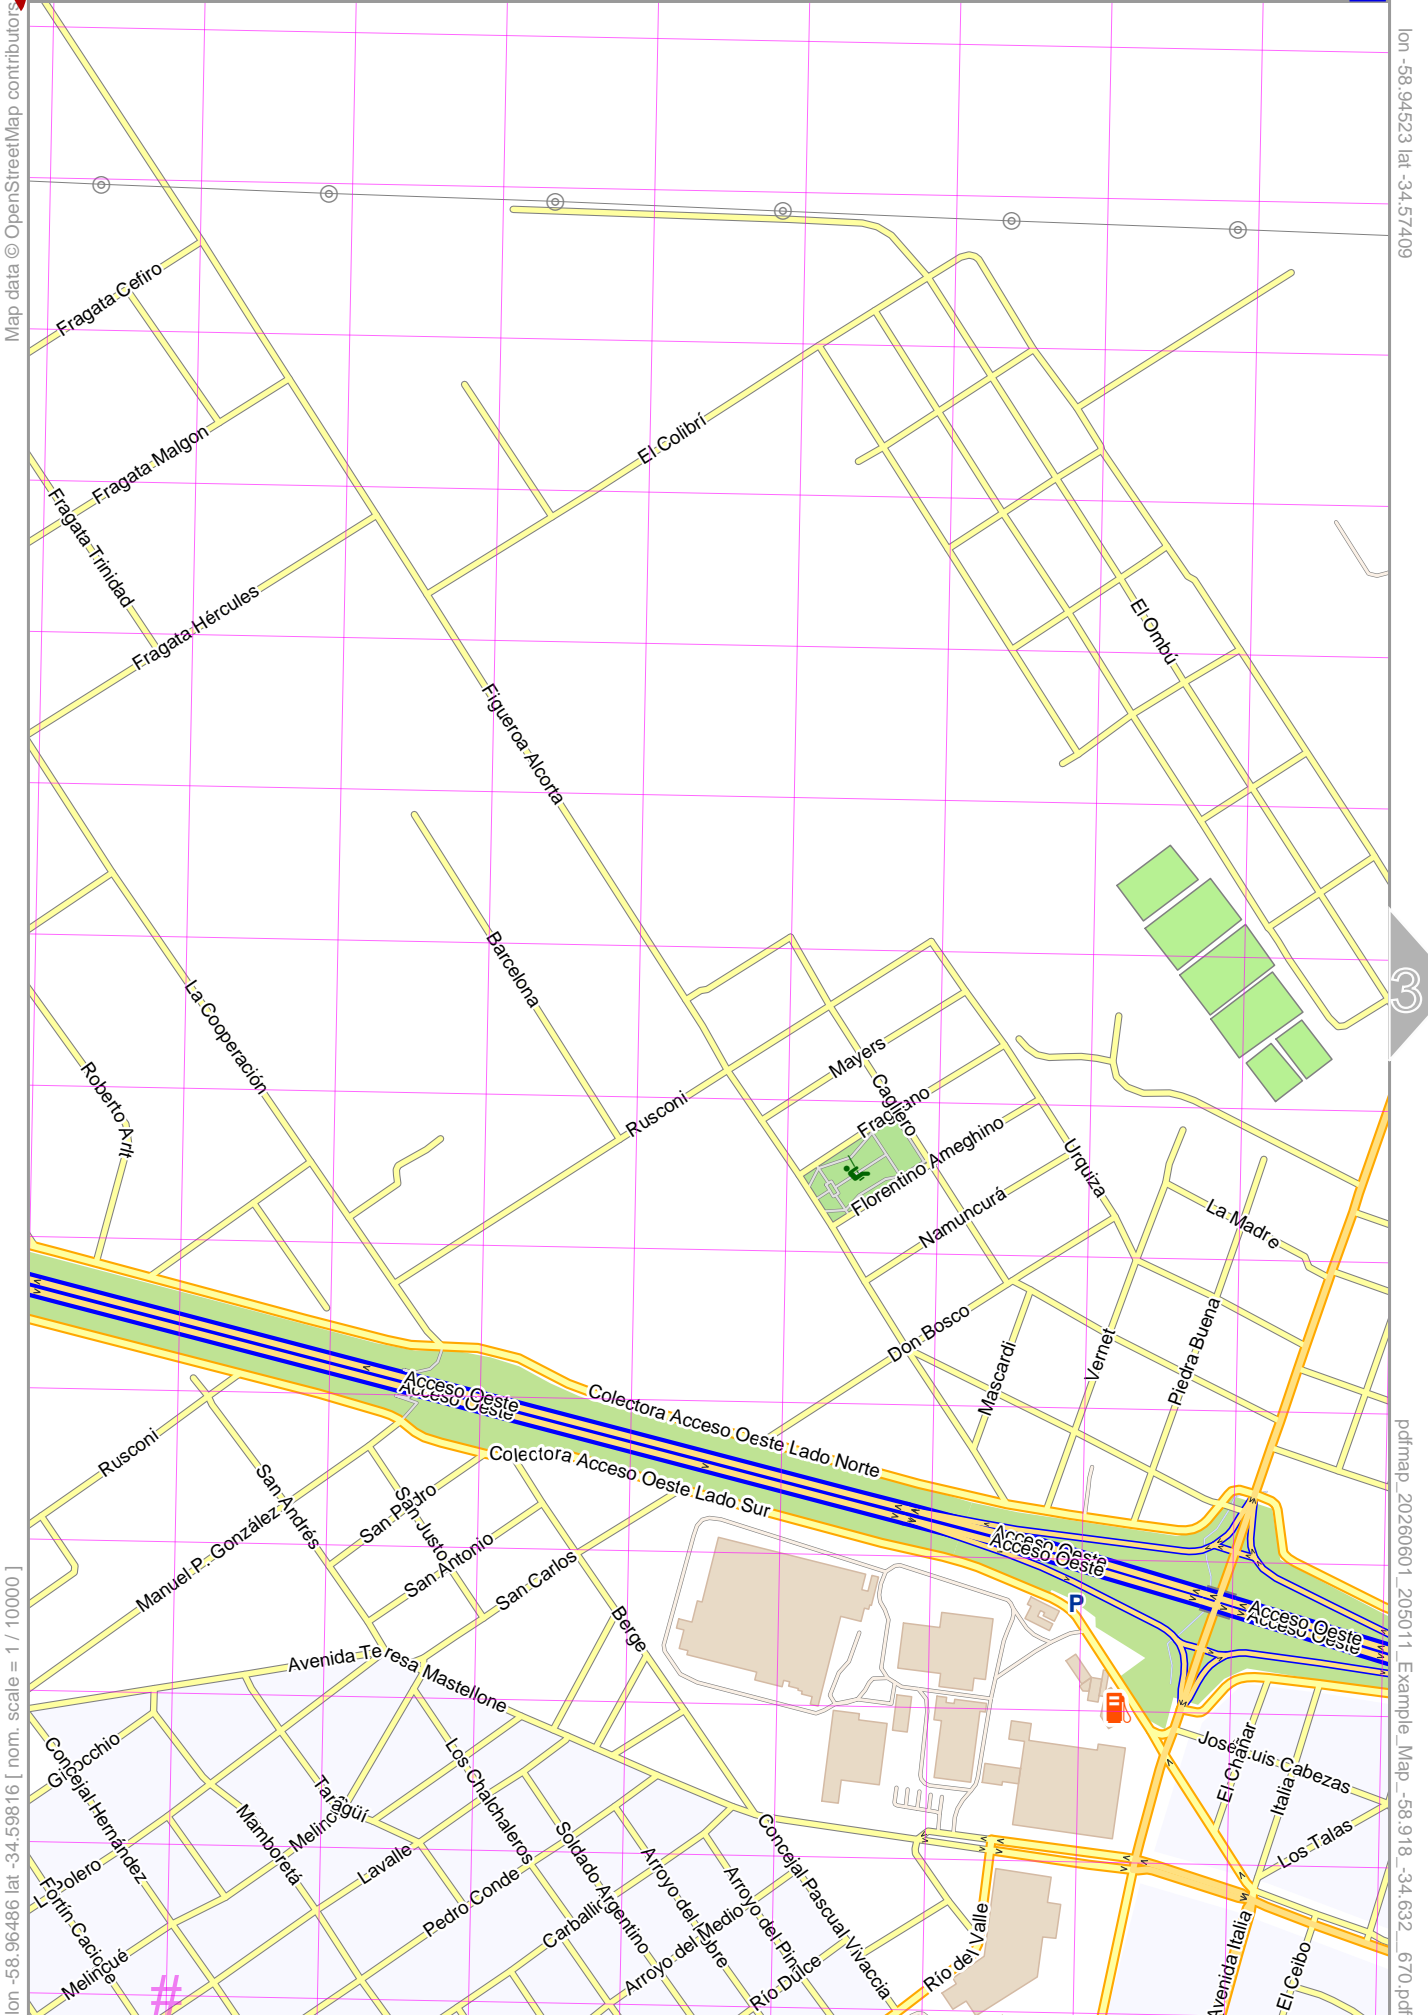 Map data © OpenStreetMap contributors
lon -58.94523 lat -34.57409
Fragata Cefiro
El Colibrí
Fragata Malgon
Fragata Trinidad
Fragata Hércules
El Ombú
Figueroa Alcorta
Barcelona
La Cooperación
3
Mayers
Cagliero
Roberto Arlt
Rusconi
Florentino Ameghino
Urquiza
Namuncurá
La Madre
Don Bosco
Mascardi
Vernet
Piedra Buena
Acceso Oeste
Acceso Oeste
Colectora Acceso Oeste Lado Norte
Colectora Acceso Oeste Lado Sur
Rusconi
San Andrés
San Pedro
San Justo
Manuel P. González
San Antonio
San Carlos
Acceso Oeste
Acceso Oeste
P
Acceso Oeste
Acceso Oeste
Berge
Avenida Teresa Mastellone
José Luis Cabezas
El Chañar
Italia
Los Talas
Concejal Hernández
Taragüí
Mamboretá
Los Chalchaleros
Lavalle
Pedro Conde
Soldado Argentino
Concejal Pascual Vivaccia
Arroyo del Medio
Río Dulce
Río del Valle
Avenida Italia
El Ceibo
Melincué
#
lon -58.96486 lat -34.59816 [ nom. scale = 1 / 10000 ]
pdfmap_20260601_205011_Example_Map_-58.918_-34.632__670.pdf